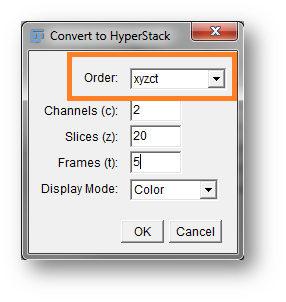 Convert to HyperStack
Order: xyzct
Channels (c): 2
Slices (z): 20
Frames (t): 5
Display Mode: Color
OK Cancel